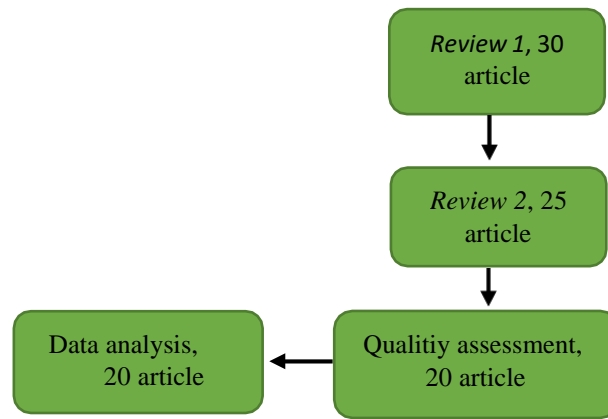 Review 1, 30
article
Review 2, 25
article
Qualitiy assessment,
20 article
Data analysis,
20 article